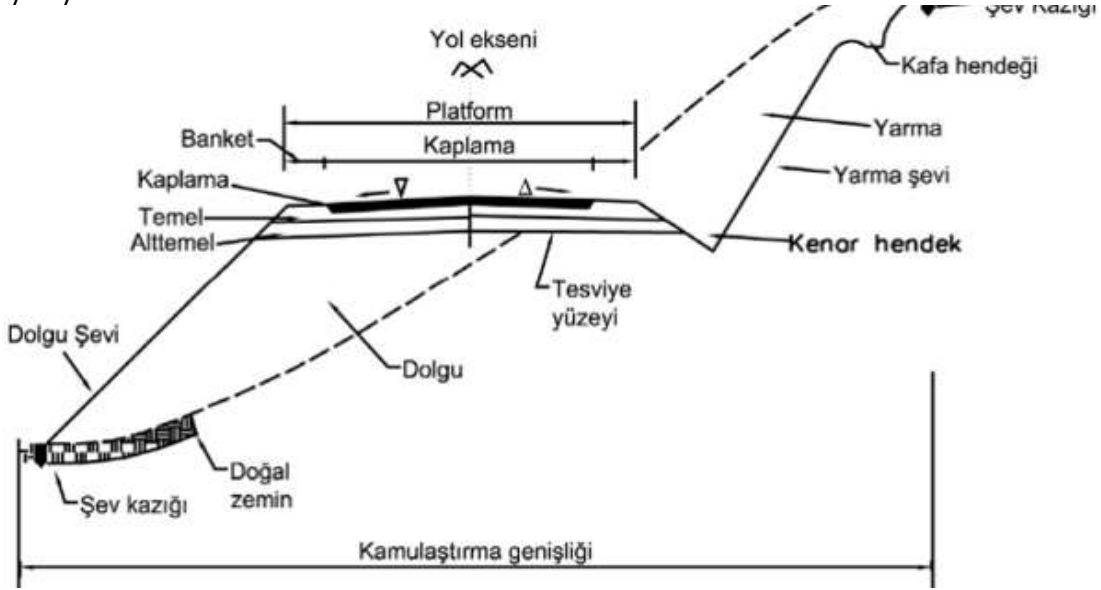 Şev Kazığı
Yol ekseni
Kafa hendeği
Platform
Banket
Kaplama
Yarma
Kaplama
Yarma şevi
Temel
Alttemel
Kenar hendek
Tesviye
yüzeyi
Dolgu Şevi
Dolgu
Doğal
zemin
Şev kazığı
Kamulaştırma genişliği